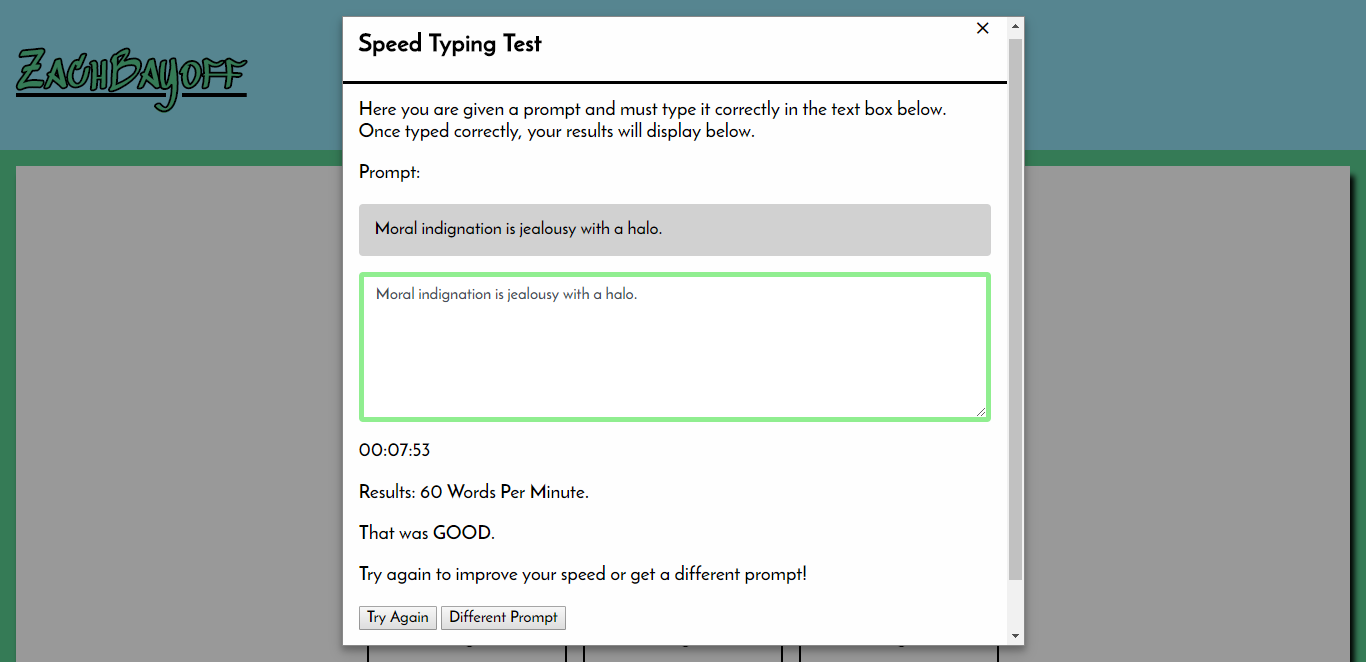 ZachBayoff
Speed Typing Test
Here you are given a prompt and must type it correctly in the text box below.
Once typed correctly, your results will display below.
Prompt:
Moral indignation is jealousy with a halo.
Moral indignation is jealousy with a halo.
00:07:53
Results: 60 Words Per Minute.
That was GOOD.
Try again to improve your speed or get a different prompt!
Try Again
Different Prompt